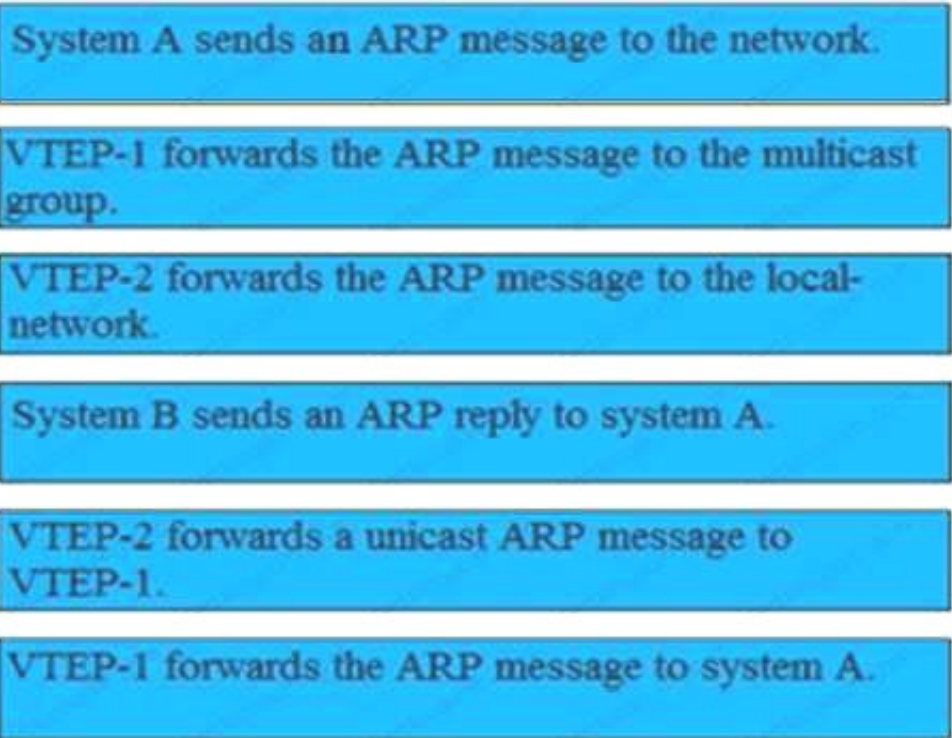 System A sends an ARP message to the network.
VTEP-1 forwards the ARP message to the multicast
group.
VTEP-2 forwards the ARP message to the local-
network.
System B sends an ARP reply to system A.
VTEP-2 forwards a unicast ARP message to
VTEP-1.
VTEP-1 forwards the ARP message to system A.